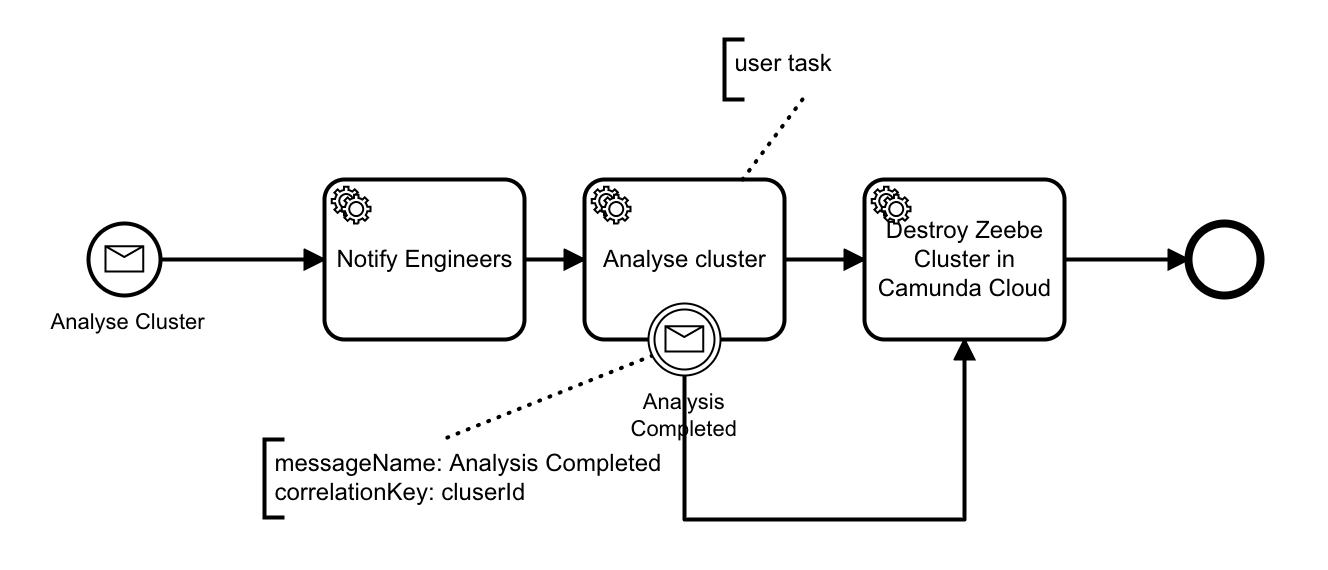 user task
Notify Engineers
Analyse cluster
Destroy Zeebe
Cluster in
Camunda Cloud
Analyse Cluster
Analysis
Completed
messageName: Analysis Completed
correlationKey: cluserId